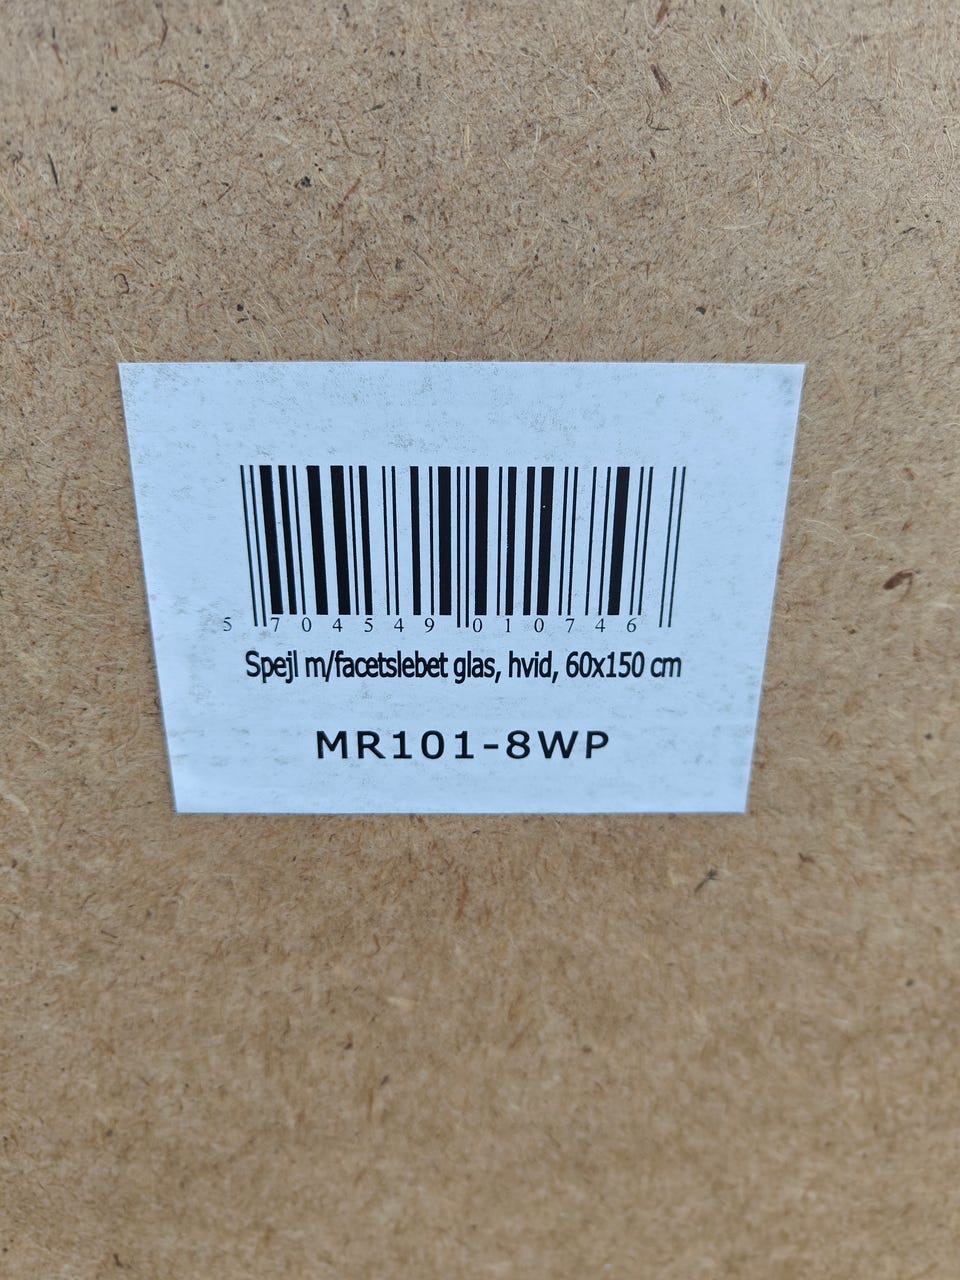 5 704549 010746
Spejl m/facetslebet glas, hvid, 60x150 cm
MR101-8WP